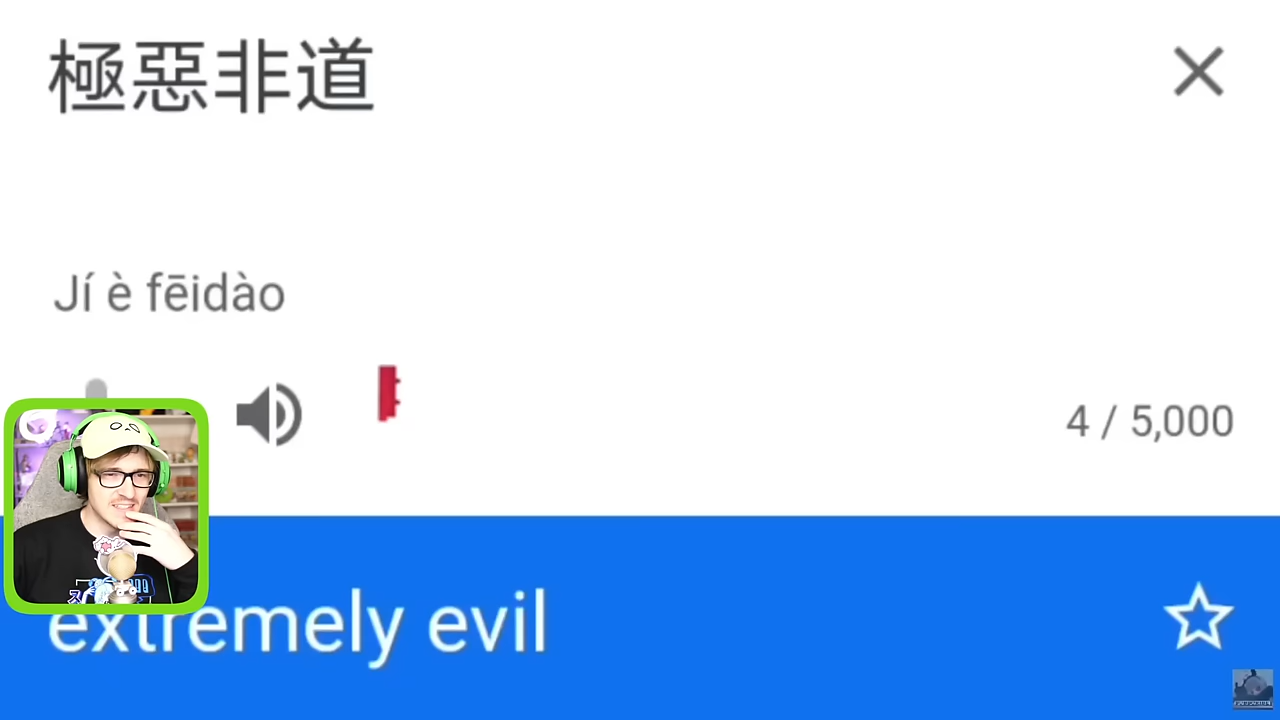 極惡非道
Jí è fēidào
4 / 5,000
extremely evil